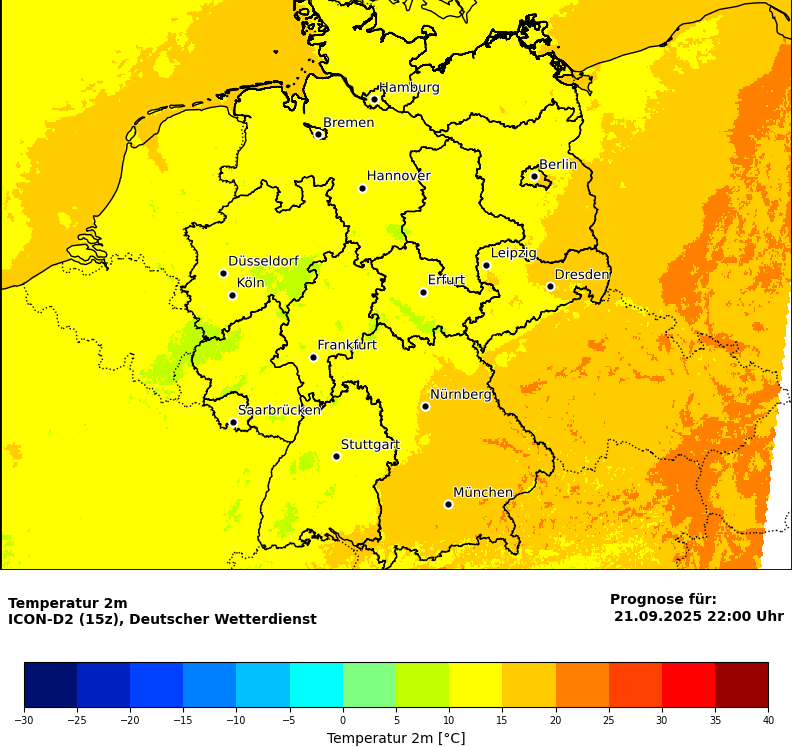 Hamburg
Bremen
Berlin
Hannover
Leipzig
Düsseldorf
Dresden
Köln
Erfurt
Frankfurt
Nürnberg
Saarbrücken
Stuttgart
München
Temperatur 2m
ICON-D2 (15z), Deutscher Wetterdienst
Prognose für:
21.09.2025 22:00 Uhr
−30 −25 −20 −15 −10 −5 0 5 10 15 20 25 30 35 40
Temperatur 2m [°C]